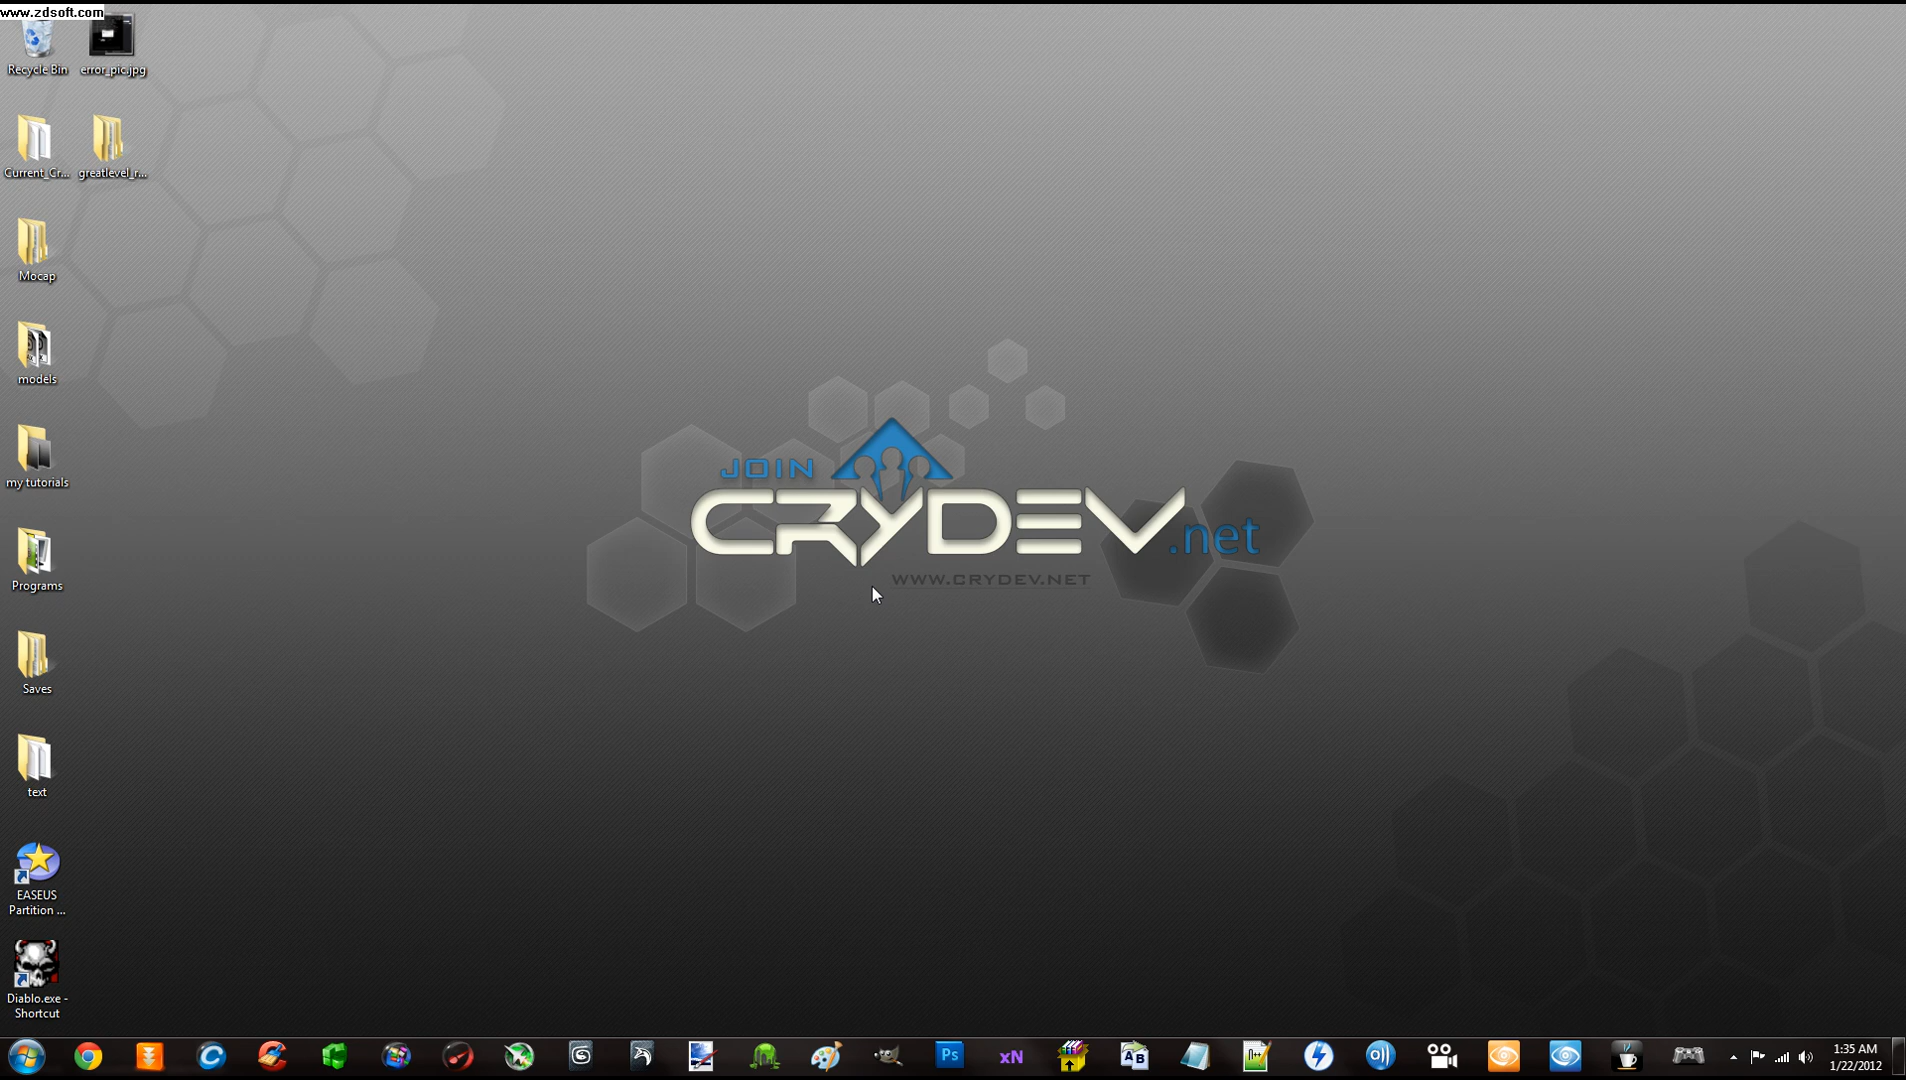 www.zdsoft.com
Recycle Bin
error_pic.jpg
Current_Cr...
greatlevel_r...
Mocap
models
my tutorials
Programs
Saves
text
EASEUS
Partition ...
Diablo.exe -
Shortcut
JOIN
CRYDEV.net
WWW.CRYDEV.NET
Ps
xN
AB
1:35 AM
1/22/2012